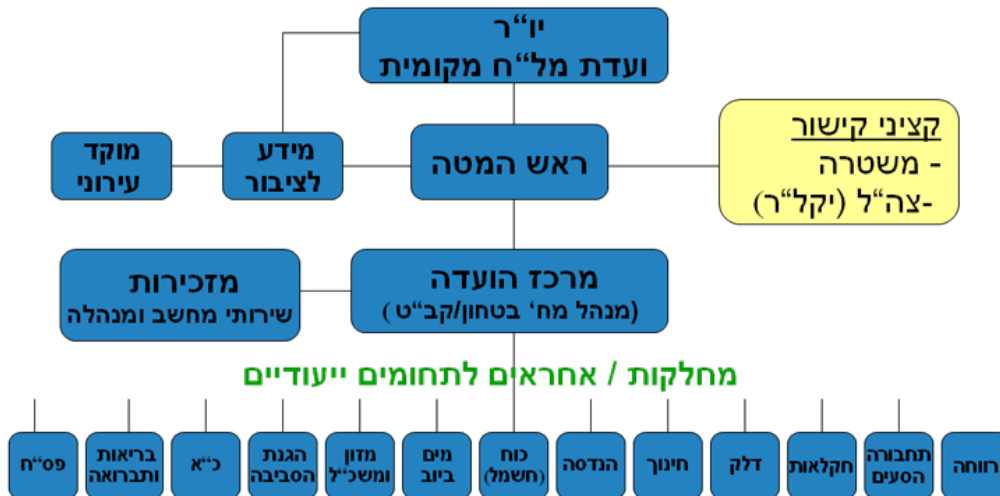 יו“ר
ועדת מל“ח מקומית
קציני קישור
- משטרה
-צה“ל (יקל“ר)
ראש המטה
מידע
לציבור
מוקד
עירוני
מרכז הועדה
(מנהל מח‘ בטחון/קב“ט )
מזכירות
שירותי מחשב ומנהלה
מחלקות / אחראים לתחומים ייעודיים
רווחה
תחבורה
הסעים
חקלאות
דלק
חינוך
הנדסה
כוח
(חשמל)
מים
ביוב
מזון
ומשכ“ל
הגנת
הסביבה
כ“א
בריאות
ותברואה
פס“ח